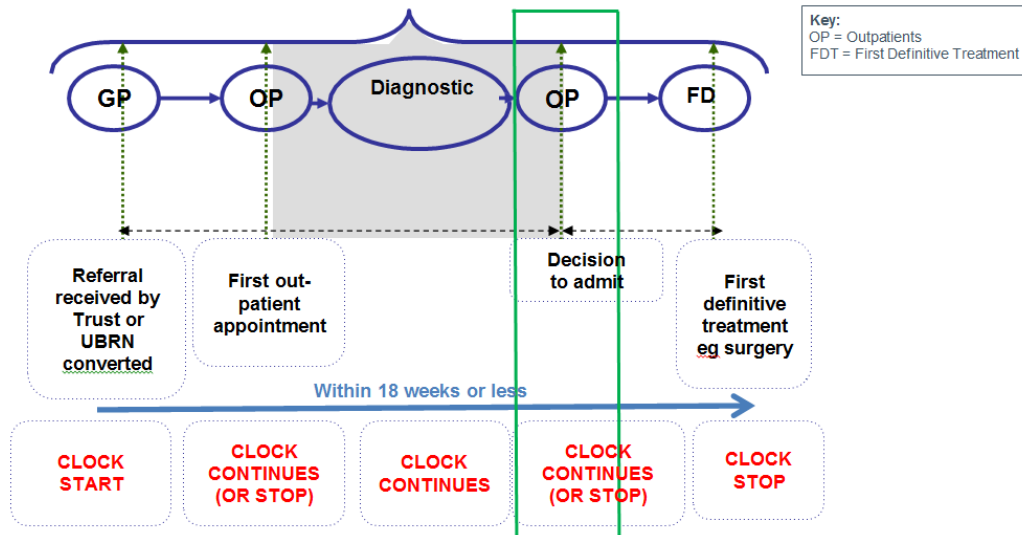 Key:
OP = Outpatients
FDT = First Definitive Treatment
GP
OP
Diagnostic
OP
FD
Referral
received by
Trust or
UBRN
converted
First out-
patient
appointment
Decision
to admit
First
definitive
treatment
eg surgery
Within 18 weeks or less
CLOCK
START
CLOCK
CONTINUES
(OR STOP)
CLOCK
CONTINUES
CLOCK
CONTINUES
(OR STOP)
CLOCK
STOP